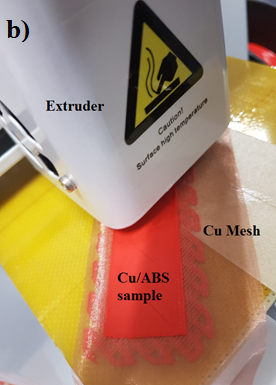 b)
Extruder
Caution!
Surface high temperature
Cu Mesh
Cu/ABS
sample